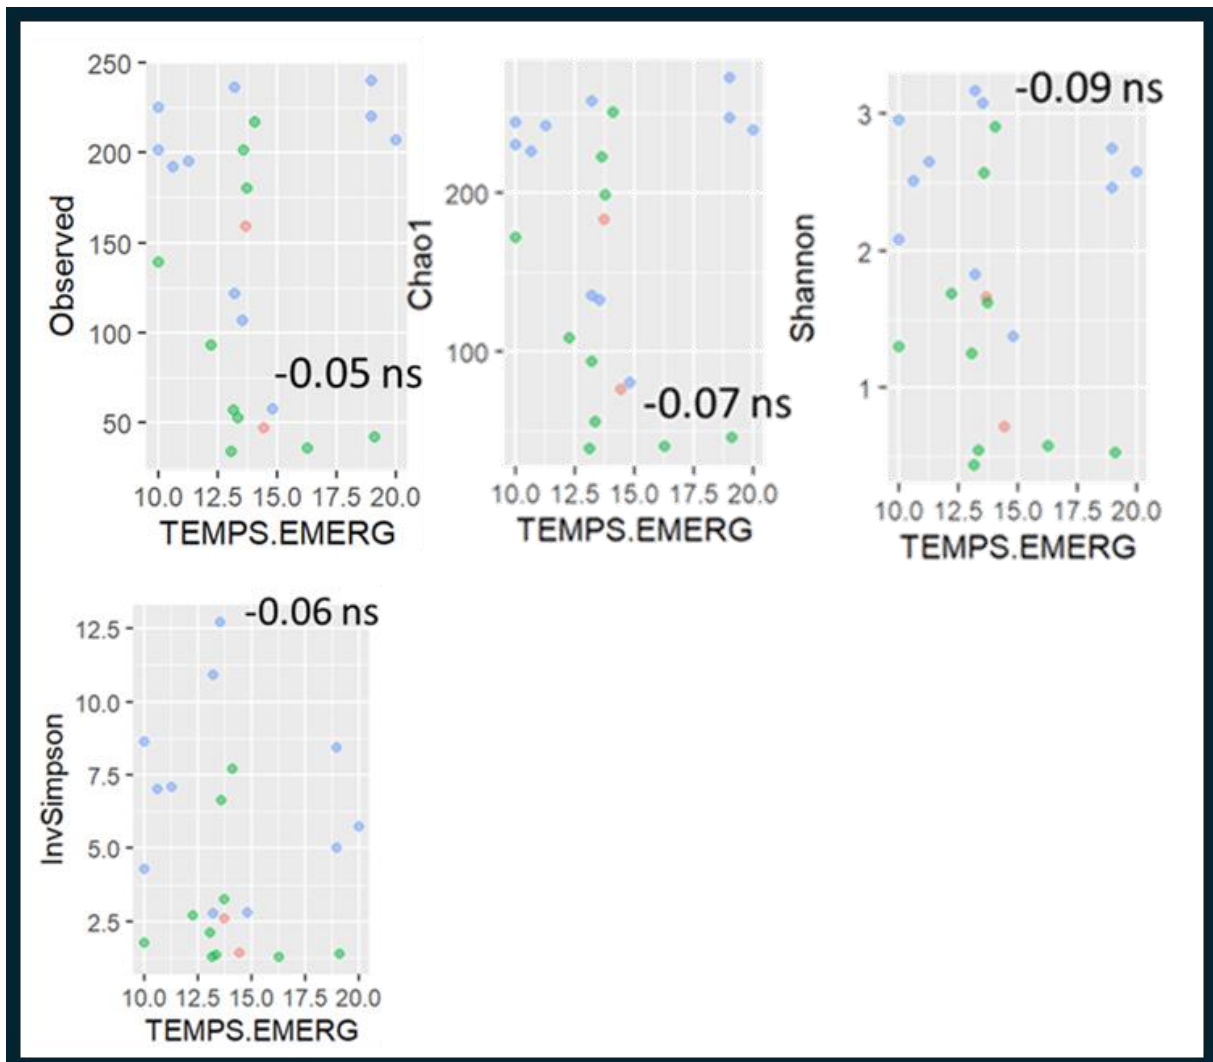 250
200
150
100
50
Observed
-0.05 ns
10.0 12.5 15.0 17.5 20.0
TEMPS.EMERG
200
100
Chao1
-0.07 ns
10.0 12.5 15.0 17.5 20.0
TEMPS.EMERG
-0.09 ns
3
2
1
Shannon
10.0 12.5 15.0 17.5 20.0
TEMPS.EMERG
-0.06 ns
12.5
10.0
7.5
5.0
2.5
InvSimpson
10.0 12.5 15.0 17.5 20.0
TEMPS.EMERG